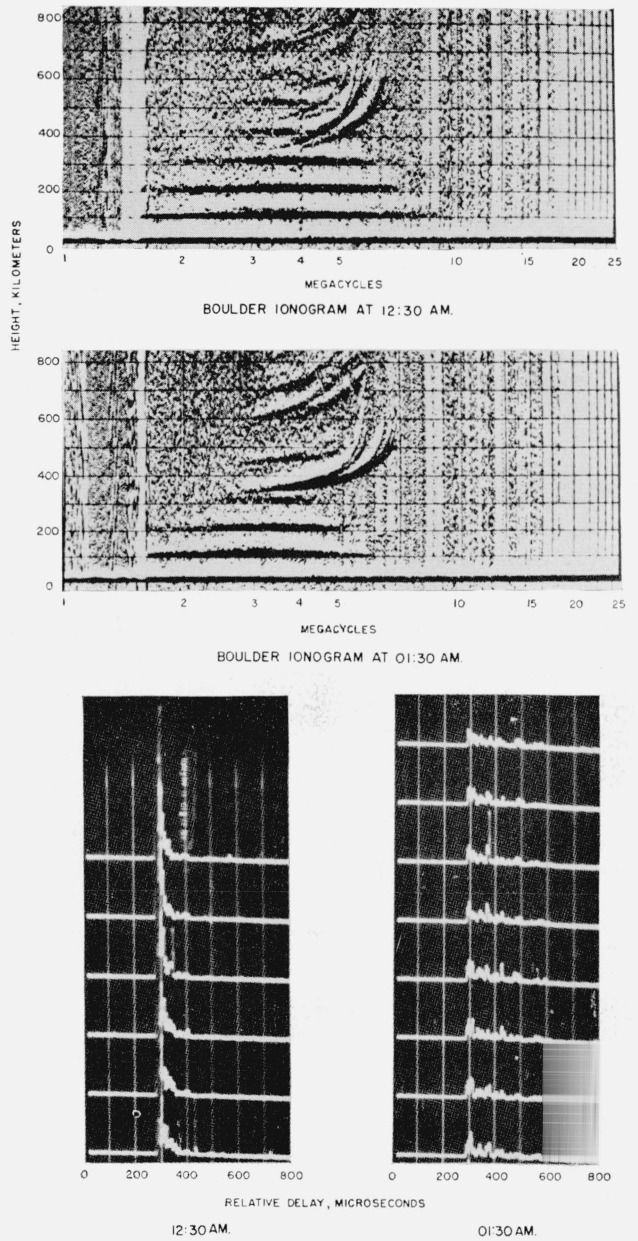 HEIGHT, KILOMETERS
800
600
400
200
0
1 2 3 4 5 10 15 20 25
MEGACYCLES
BOULDER IONOGRAM AT 12:30 AM.
800
600
400
200
0
1 2 3 4 5 10 15 20 25
MEGACYCLES
BOULDER IONOGRAM AT 01:30 AM.
0 200 400 600 800
0 200 400 600 800
RELATIVE DELAY, MICROSECONDS
12:30 AM.
01:30 AM.